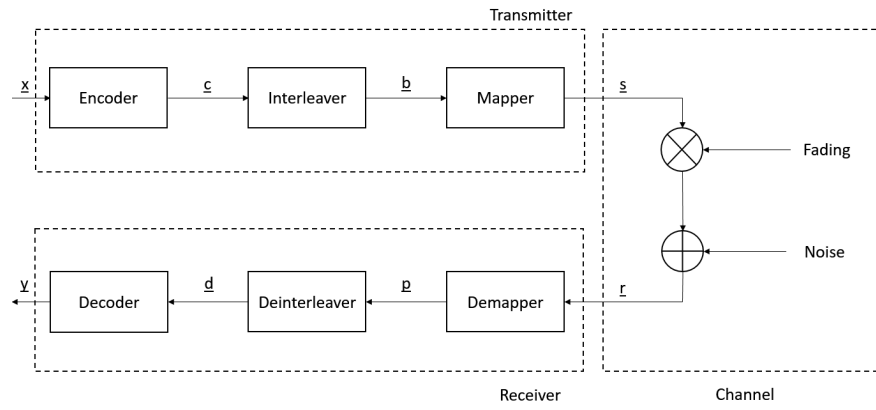 Transmitter
x
Encoder
c
Interleaver
b
Mapper
s
Fading
Noise
y
Decoder
d
Deinterleaver
p
Demapper
r
Receiver
Channel